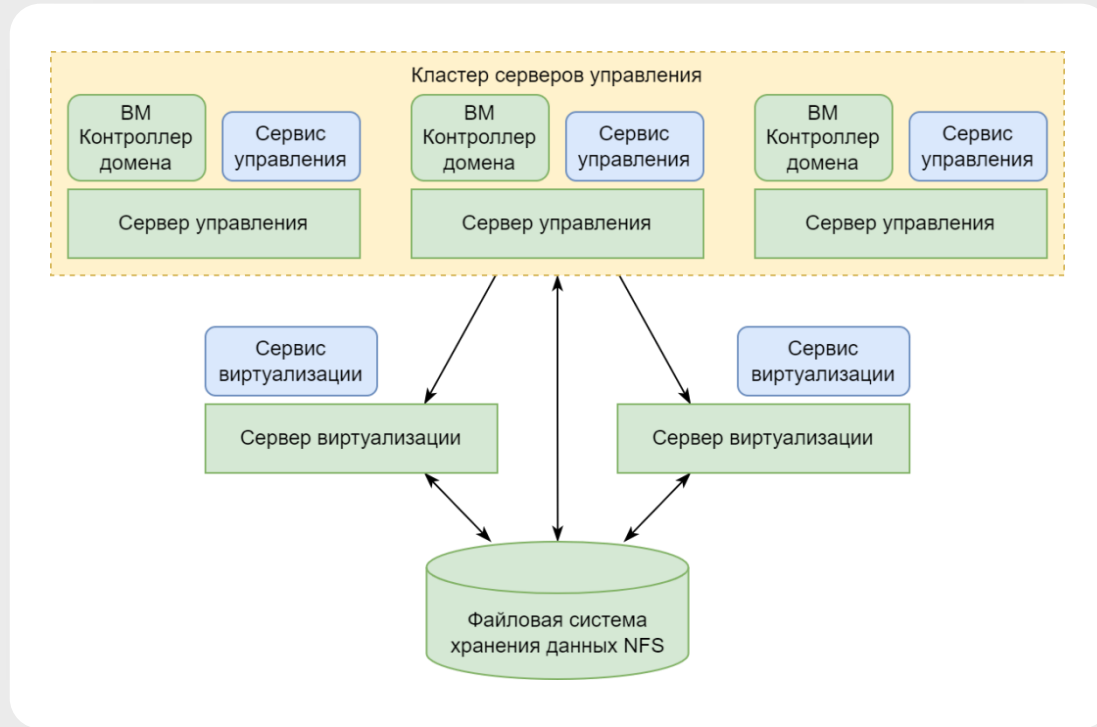 Кластер серверов управления
ВМ
Контроллер
домена
Сервис
управления
Сервер управления
ВМ
Контроллер
домена
Сервис
управления
Сервер управления
ВМ
Контроллер
домена
Сервис
управления
Сервер управления
Сервис
виртуализации
Сервер виртуализации
Сервис
виртуализации
Сервер виртуализации
Файловая система
хранения данных NFS